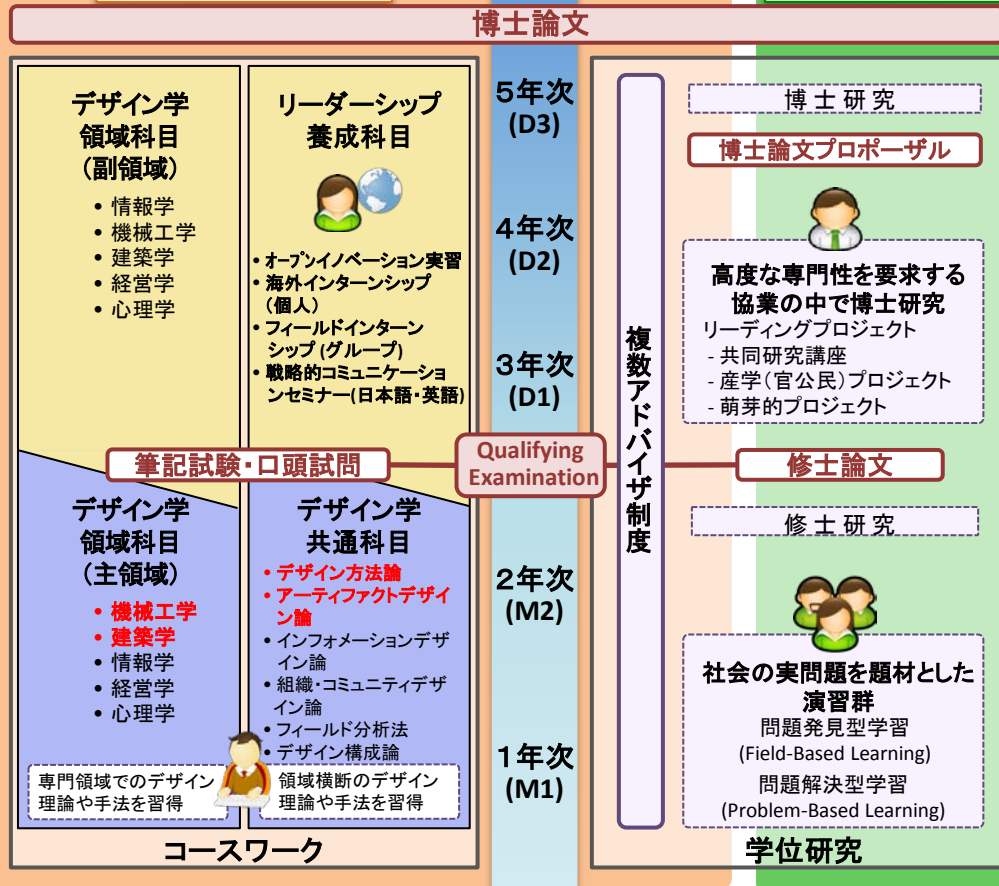 博士論文
デザイン学
領域科目
(副領域)
• 情報学
• 機械工学
• 建築学
• 経営学
• 心理学
リーダーシップ
養成科目
• オープンイノベーション実習
• 海外インターンシップ
(個人)
• フィールドインターン
シップ (グループ)
• 戦略的コミュニケーショ
ンセミナー(日本語・英語)
筆記試験・口頭試問
デザイン学
領域科目
(主領域)
• 機械工学
• 建築学
• 情報学
• 経営学
• 心理学
専門領域でのデザイン
理論や手法を習得
デザイン学
共通科目
• デザイン方法論
• アーティファクトデザイ
ン論
• インフォメーションデザ
イン論
• 組織・コミュニティデザ
イン論
• フィールド分析法
• デザイン構成論
領域横断のデザイン
理論や手法を習得
コースワーク
5年次
(D3)
4年次
(D2)
3年次
(D1)
Qualifying
Examination
2年次
(M2)
1年次
(M1)
複数アドバイザ制度
博士研究
博士論文プロポーザル
高度な専門性を要求する
協業の中で博士研究
リーディングプロジェクト
- 共同研究講座
- 産学(官公民)プロジェクト
- 萌芽的プロジェクト
修士論文
修士研究
社会の実問題を題材とした
演習群
問題発見型学習
(Field-Based Learning)
問題解決型学習
(Problem-Based Learning)
学位研究